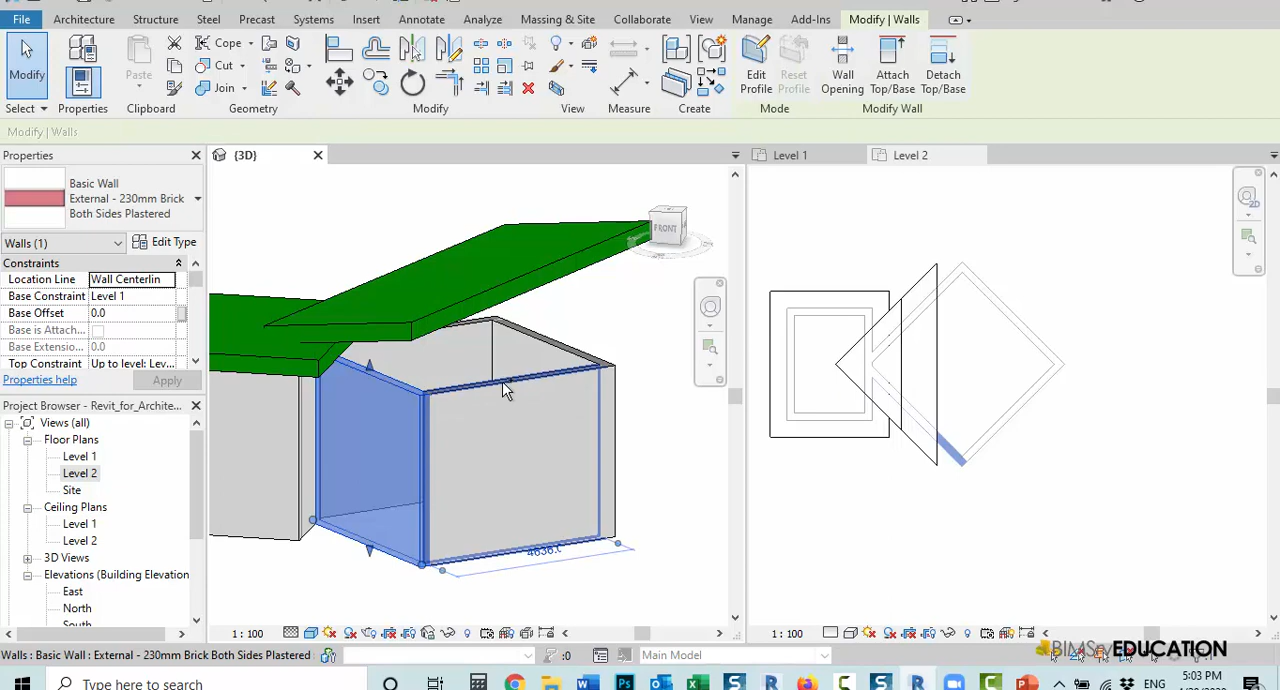 File Architecture Structure Steel Precast Systems Insert Annotate Analyze Massing & Site Collaborate View Manage Add-Ins Modify | Walls
Modify Properties Paste Cope Cut Join Edit Profile Reset Profile Wall Opening Attach Top/Base Detach Top/Base
Select Properties Clipboard Geometry Modify View Measure Create Mode Modify Wall
Modify | Walls
Properties
{3D}
Level 1
Level 2
Basic Wall
External - 230mm Brick
Both Sides Plastered
Walls (1)
Edit Type
Constraints
Location Line Wall Centerlin
Base Constraint Level 1
Base Offset 0.0
Base is Attach...
Base Extensio... 0.0
Top Constraint Up to level: Lev...
Properties help
Apply
Project Browser - Revit_for_Archite...
Views (all)
Floor Plans
Level 1
Level 2
Site
Ceiling Plans
Level 1
Level 2
3D Views
Elevations (Building Elevation
East
North
South
FRONT
2D
1 : 100
1 : 100
Walls : Basic Wall : External - 230mm Brick Both Sides Plastered
:0
Main Model
EDUCATION
Type here to search
ENG
5:03 PM